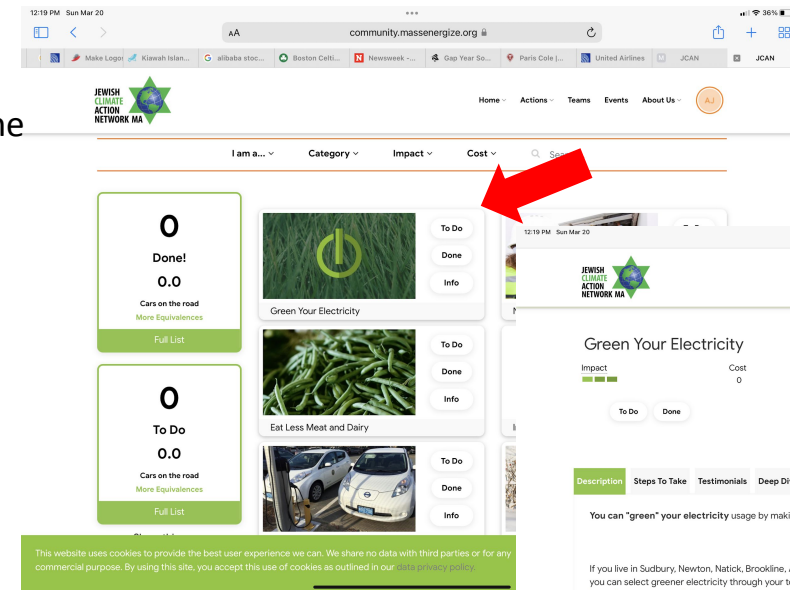 12:19 PM Sun Mar 20
36%
AA
community.massenergize.org
Make Logo
Kiawah Islan...
alibaba stoc...
Boston Celti...
Newsweek -...
Gap Year So...
Paris Cole |...
United Airlines
JCAN
JCAN
ne
JEWISH
CLIMATE
ACTION
NETWORK MA
Home
Actions
Teams
Events
About Us
AJ
I am a...
Category
Impact
Cost
0
Done!
0.0
Cars on the road
More Equivalences
Full List
0
To Do
0.0
Cars on the road
More Equivalences
Full List
To Do
Done
Info
Green Your Electricity
To Do
Done
Info
Eat Less Meat and Dairy
To Do
Done
Info
12:19 PM Sun Mar 20
JEWISH
CLIMATE
ACTION
NETWORK MA
Green Your Electricity
Impact
Cost
0
To Do
Done
Description
Steps To Take
Testimonials
Deep Di
You can "green" your electricity usage by maki
If you live in Sudbury, Newton, Natick, Brookline,
you can select greener electricity through your t
This website uses cookies to provide the best user experience we can. We share no data with third parties or for any
commercial purpose. By using this site, you accept this use of cookies as outlined in our data privacy policy.